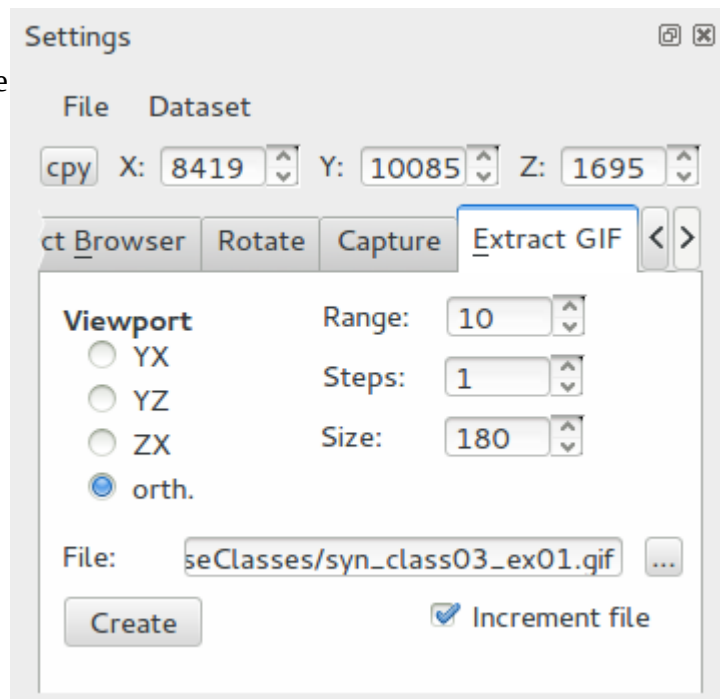 Settings
e
File Dataset
cpy X: 8419 Y: 10085 Z: 1695
ct Browser Rotate Capture Extract GIF < >
Viewport Range: 10
YX
YZ Steps: 1
ZX Size: 180
orth.
File: seClasses/syn_class03_ex01.gif ...
Create Increment file